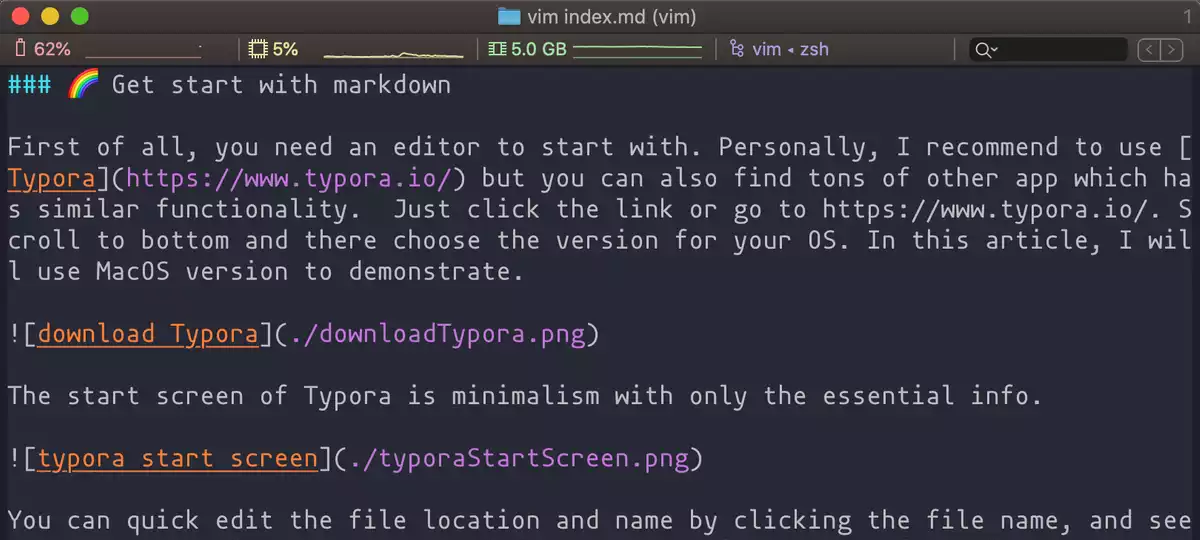 vim index.md (vim) 1
62% 5% 5.0 GB vim ◂ zsh
### 🌈 Get start with markdown
First of all, you need an editor to start with. Personally, I recommend to use [
Typora](https://www.typora.io/) but you can also find tons of other app which ha
s similar functionality.  Just click the link or go to https://www.typora.io/. S
croll to bottom and there choose the version for your OS. In this article, I wil
l use MacOS version to demonstrate.
![download Typora](./downloadTypora.png)
The start screen of Typora is minimalism with only the essential info.
![typora start screen](./typoraStartScreen.png)
You can quick edit the file location and name by clicking the file name, and see